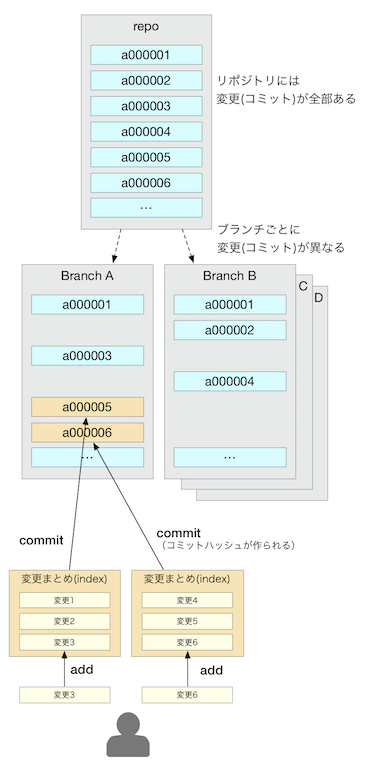 repo
a000001
a000002
a000003
a000004
a000005
a000006
…
リポジトリには
変更(コミット)が全部ある
ブランチごとに
変更(コミット)が異なる
Branch A
a000001
a000003
a000005
a000006
…
Branch B
a000001
a000002
a000004
…
C
D
commit
commit
（コミットハッシュが作られる）
変更まとめ(index)
変更1
変更2
変更3
変更まとめ(index)
変更4
変更5
変更6
add
add
変更3
変更6